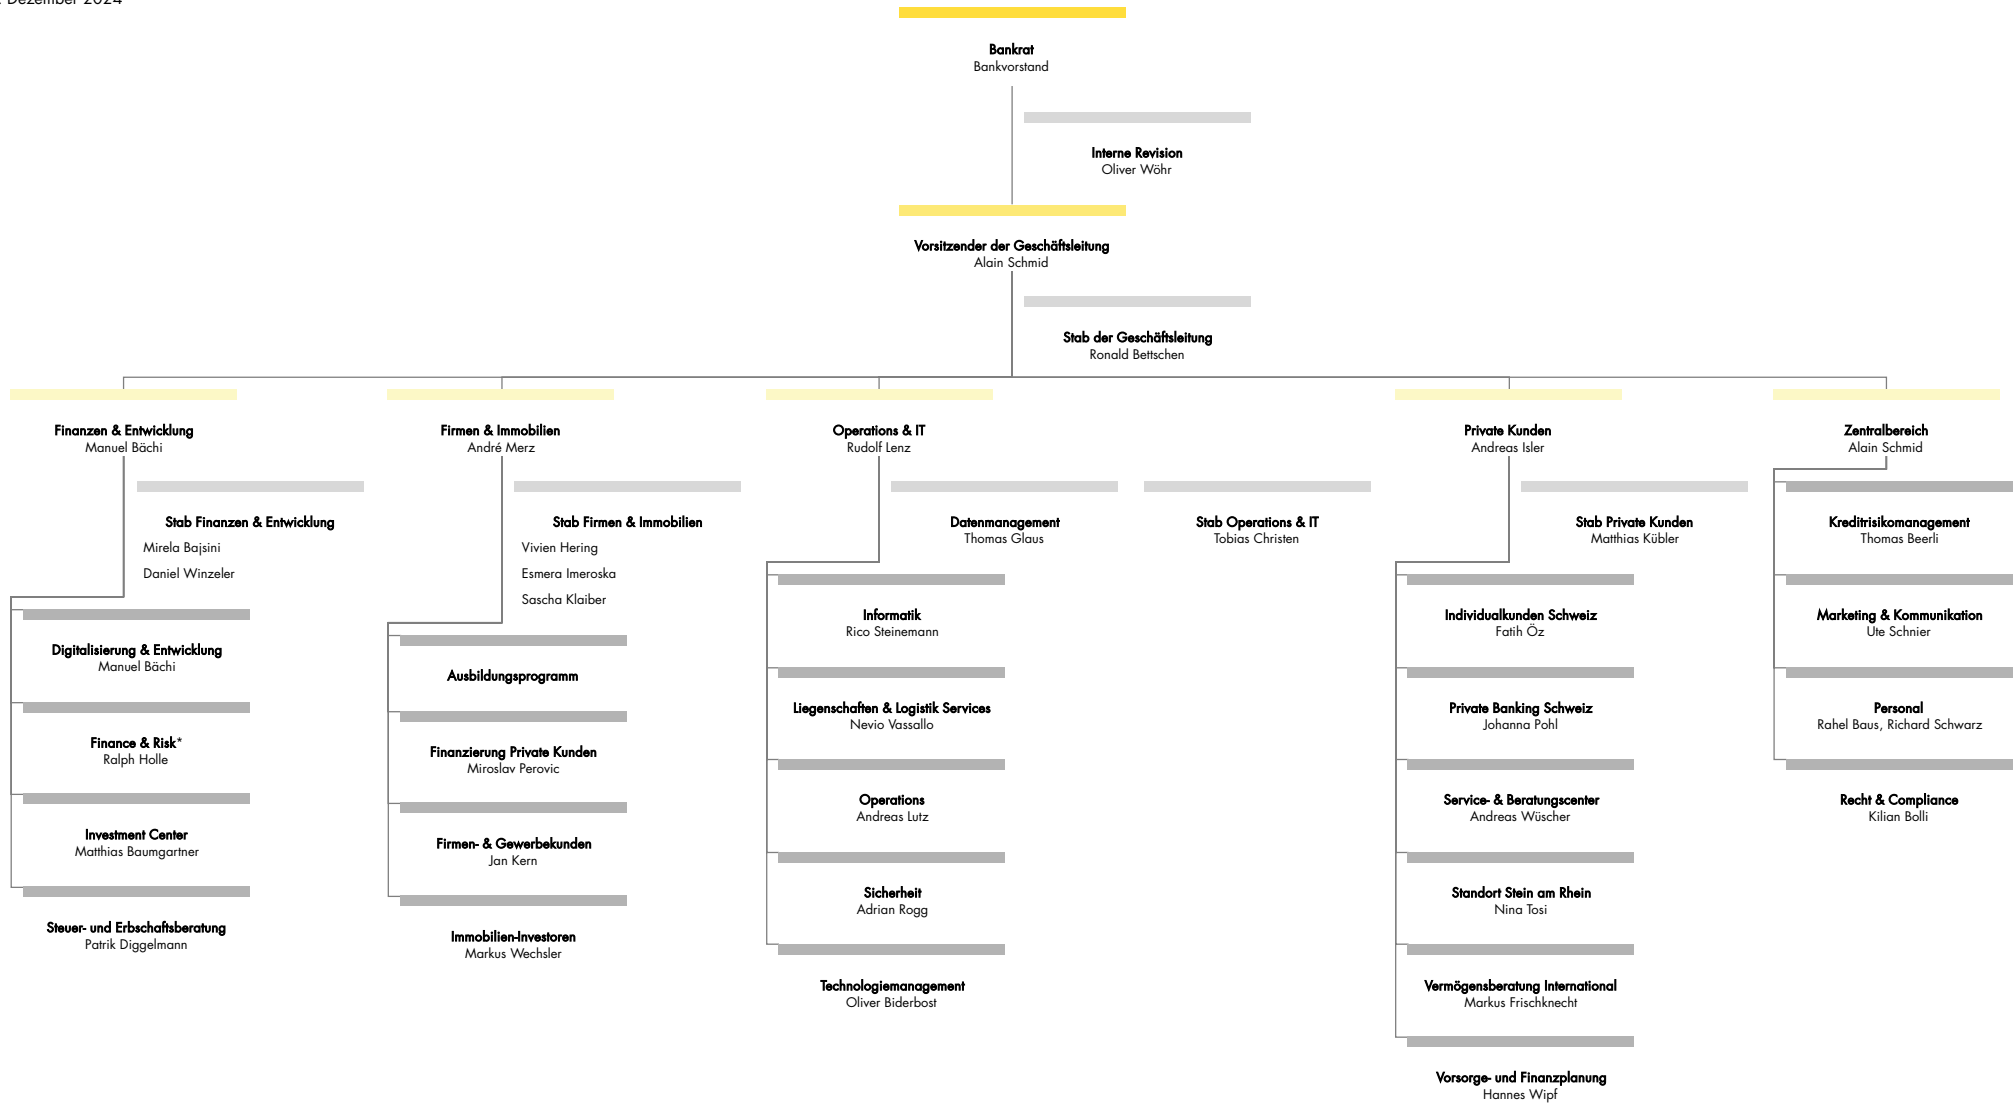 Dezember 2024
Bankrat
Bankvorstand
Interne Revision
Oliver Wöhr
Vorsitzender der Geschäftsleitung
Alain Schmid
Stab der Geschäftsleitung
Ronald Bettschen
Finanzen & Entwicklung
Manuel Bächi
Stab Finanzen & Entwicklung
Mirela Bajsini
Daniel Winzeler
Digitalisierung & Entwicklung
Manuel Bächi
Finance & Risk*
Ralph Holle
Investment Center
Matthias Baumgartner
Steuer- und Erbschaftsberatung
Patrik Diggelmann
Firmen & Immobilien
André Merz
Stab Firmen & Immobilien
Vivien Hering
Esmera Imeroska
Sascha Klaiber
Ausbildungsprogramm
Finanzierung Private Kunden
Miroslav Perovic
Firmen- & Gewerbekunden
Jan Kern
Immobilien-Investoren
Markus Wechsler
Operations & IT
Rudolf Lenz
Datenmanagement
Thomas Glaus
Stab Operations & IT
Tobias Christen
Informatik
Rico Steinemann
Liegenschaften & Logistik Services
Nevio Vassallo
Operations
Andreas Lutz
Sicherheit
Adrian Rogg
Technologiemanagement
Oliver Biderbost
Private Kunden
Andreas Isler
Stab Private Kunden
Matthias Kübler
Individualkunden Schweiz
Fatih Öz
Private Banking Schweiz
Johanna Pohl
Service- & Beratungscenter
Andreas Wüscher
Standort Stein am Rhein
Nina Tosi
Vermögensberatung International
Markus Frischknecht
Vorsorge- und Finanzplanung
Hannes Wipf
Zentralbereich
Alain Schmid
Kreditrisikomanagement
Thomas Beerli
Marketing & Kommunikation
Ute Schnier
Personal
Rahel Baus, Richard Schwarz
Recht & Compliance
Kilian Bolli